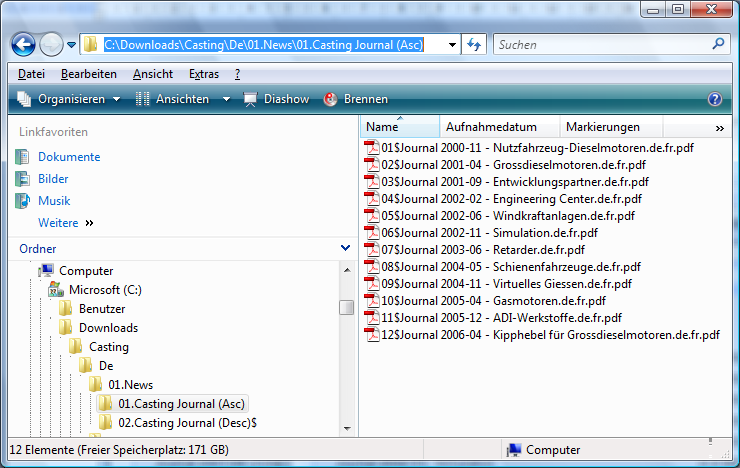 C:\Downloads\Casting\De\01.News\01.Casting Journal (Asc)
Suchen
Datei Bearbeiten Ansicht Extras ?
Organisieren Ansichten Diashow Brennen ?
Linkfavoriten
Dokumente
Bilder
Musik
Weitere »
Ordner
Computer
Microsoft (C:)
Benutzer
Downloads
Casting
De
01.News
01.Casting Journal (Asc)
02.Casting Journal (Desc)$
Name Aufnahmedatum Markierungen »
01$Journal 2000-11 - Nutzfahrzeug-Dieselmotoren.de.fr.pdf
02$Journal 2001-04 - Grossdieselmotoren.de.fr.pdf
03$Journal 2001-09 - Entwicklungspartner.de.fr.pdf
04$Journal 2002-02 - Engineering Center.de.fr.pdf
05$Journal 2002-06 - Windkraftanlagen.de.fr.pdf
06$Journal 2002-11 - Simulation.de.fr.pdf
07$Journal 2003-06 - Retarder.de.fr.pdf
08$Journal 2004-05 - Schienenfahrzeuge.de.fr.pdf
09$Journal 2004-11 - Virtuelles Giessen.de.fr.pdf
10$Journal 2005-04 - Gasmotoren.de.fr.pdf
11$Journal 2005-12 - ADI-Werkstoffe.de.fr.pdf
12$Journal 2006-04 - Kipphebel für Grossdieselmotoren.de.fr.pdf
12 Elemente (Freier Speicherplatz: 171 GB) Computer